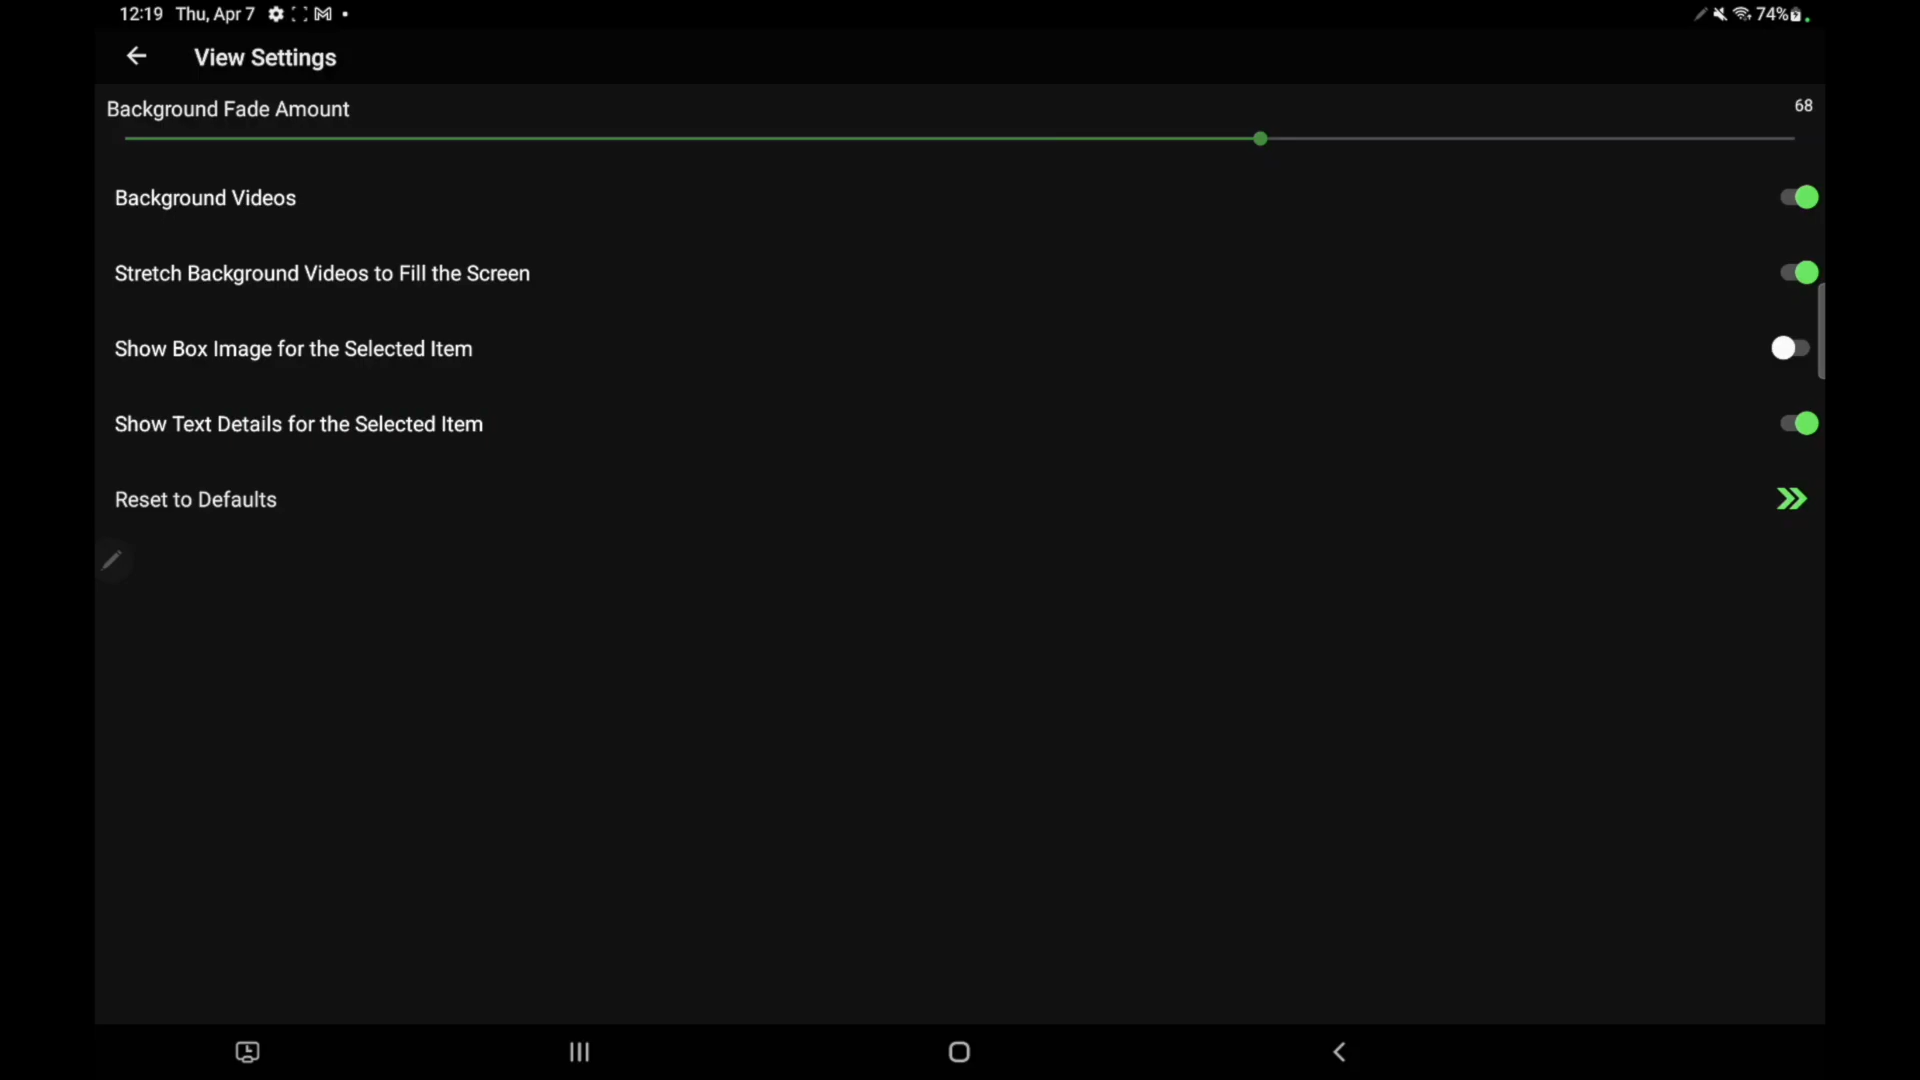 12:19 Thu, Apr 7
74%
View Settings
Background Fade Amount
68
Background Videos
Stretch Background Videos to Fill the Screen
Show Box Image for the Selected Item
Show Text Details for the Selected Item
Reset to Defaults